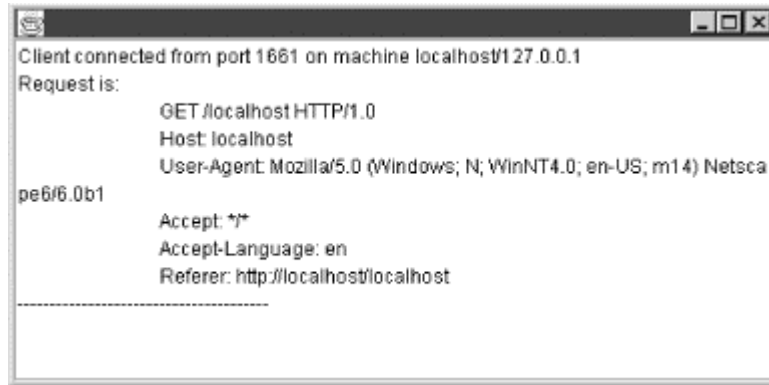 Client connected from port 1661 on machine localhost/127.0.0.1
Request is:
GET /localhost HTTP/1.0
Host: localhost
User-Agent: Mozilla/5.0 (Windows; N; WinNT4.0; en-US; m14) Netsca
pe6/6.0b1
Accept: */*
Accept-Language: en
Referer: http://localhost/localhost
----------------------------------------